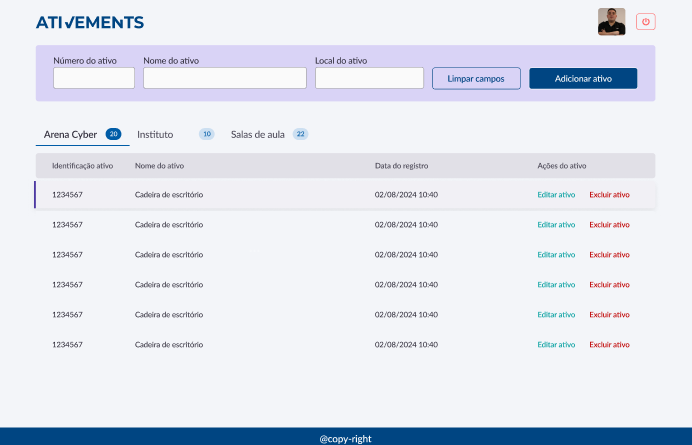 ATIVEMENTS
Número do ativo Nome do ativo Local do ativo
Limpar campos Adicionar ativo
Arena Cyber 20 Instituto 10 Salas de aula 22
Identificação ativo Nome do ativo Data do registro Ações do ativo
1234567 Cadeira de escritório 02/08/2024 10:40 Editar ativo Excluir ativo
1234567 Cadeira de escritório 02/08/2024 10:40 Editar ativo Excluir ativo
1234567 Cadeira de escritório 02/08/2024 10:40 Editar ativo Excluir ativo
1234567 Cadeira de escritório 02/08/2024 10:40 Editar ativo Excluir ativo
1234567 Cadeira de escritório 02/08/2024 10:40 Editar ativo Excluir ativo
1234567 Cadeira de escritório 02/08/2024 10:40 Editar ativo Excluir ativo
@copy-right